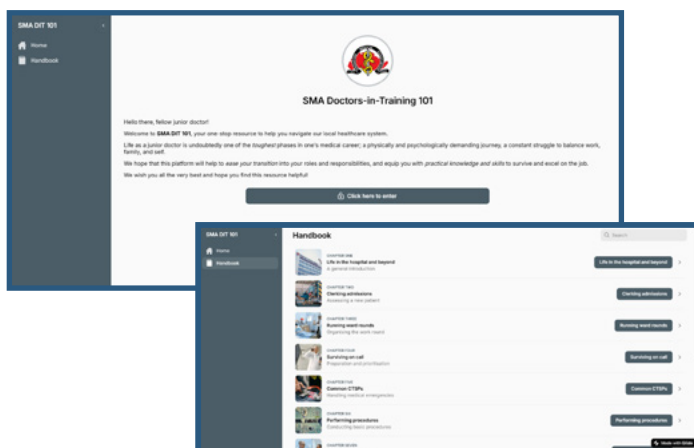 SMA DIT 101
Home
Handbook
SMA Doctors-in-Training 101
Hello there, fellow junior doctor!
Welcome to SMA DIT 101, your one stop resource to help you navigate our local healthcare system.
Life as a junior doctor is undoubtedly one of the toughest phases in one's medical career; a physically and psychologically demanding journey, a constant struggle to balance work,
family, and self.
We hope that this platform will help to ease your transition into your roles and responsibilities, and equip you with practical knowledge and skills to survive and excel on the job.
We wish you all the very best and hope you find this resource helpful!
Click here to enter
SMA DIT 101
Home
Handbook
Handbook
Search
CHAPTER ONE
Life in the hospital and beyond
A general introduction
Life in the hospital and beyond
CHAPTER TWO
Clerking admissions
Assessing a new patient
Clerking admissions
CHAPTER THREE
Running ward rounds
Organising the work round
Running ward rounds
CHAPTER FOUR
Surviving on call
Preparation and prioritisation
Surviving on call
CHAPTER FIVE
Common CTSPs
Handling medical emergencies
Common CTSPs
CHAPTER SIX
Performing procedures
Conducting basic procedures
Performing procedures
CHAPTER SEVEN
Made with Glide